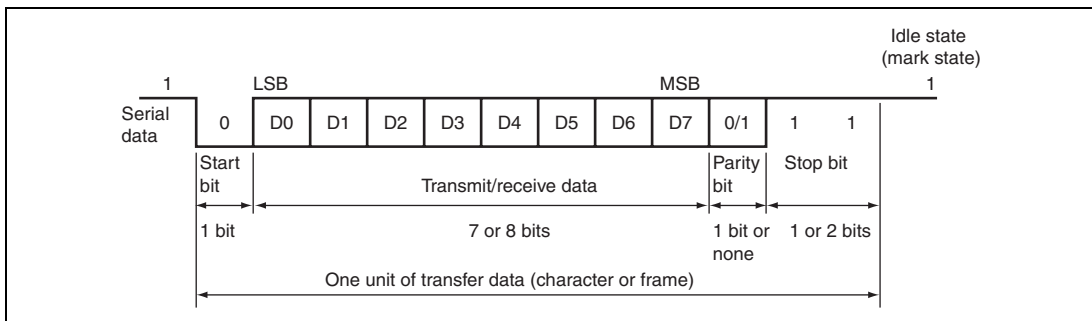 Idle state
(mark state)
1 LSB MSB 1
Serial
data
0 D0 D1 D2 D3 D4 D5 D6 D7 0/1 1 1
Start
bit
Transmit/receive data
Parity
bit
Stop bit
1 bit
7 or 8 bits
1 bit or
none
1 or 2 bits
One unit of transfer data (character or frame)